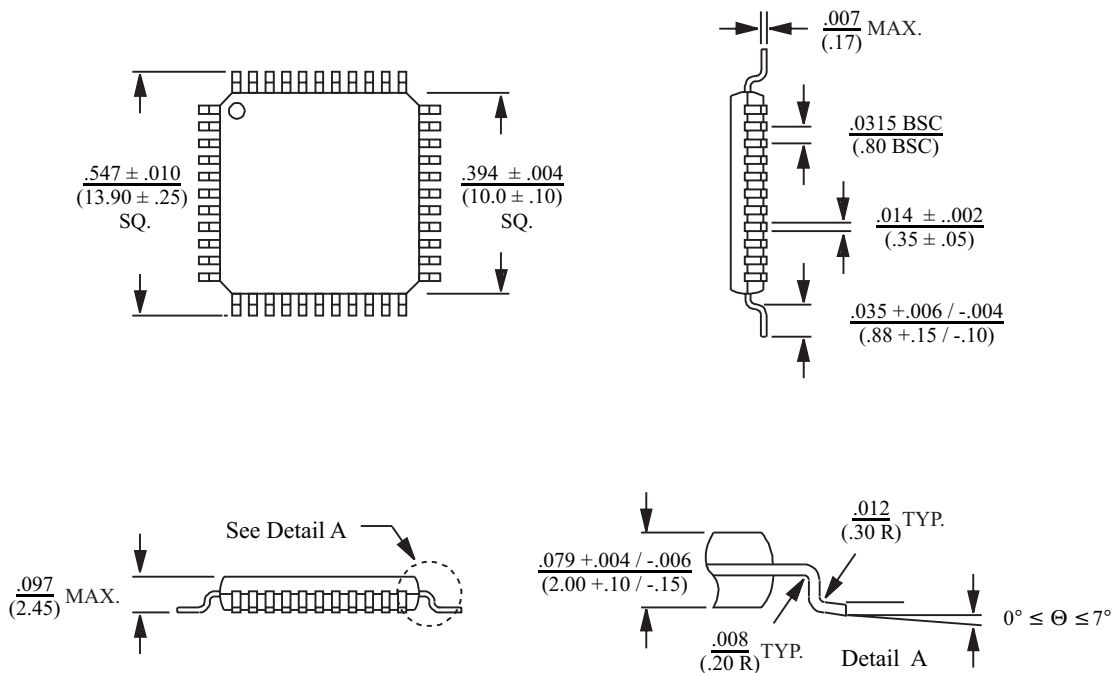 .007
(.17)
MAX.
.547 ± .010
(13.90 ± .25)
SQ.
.394 ± .004
(10.0 ± .10)
SQ.
.0315 BSC
(.80 BSC)
.014 ± ..002
(.35 ± .05)
.035 +.006 / -.004
(.88 +.15 / -.10)
See Detail A
.097
(2.45)
MAX.
.079 +.004 / -.006
(2.00 +.10 / -.15)
.012
(.30 R)
TYP.
.008
(.20 R)
TYP.
0° ≤ Θ ≤ 7°
Detail A